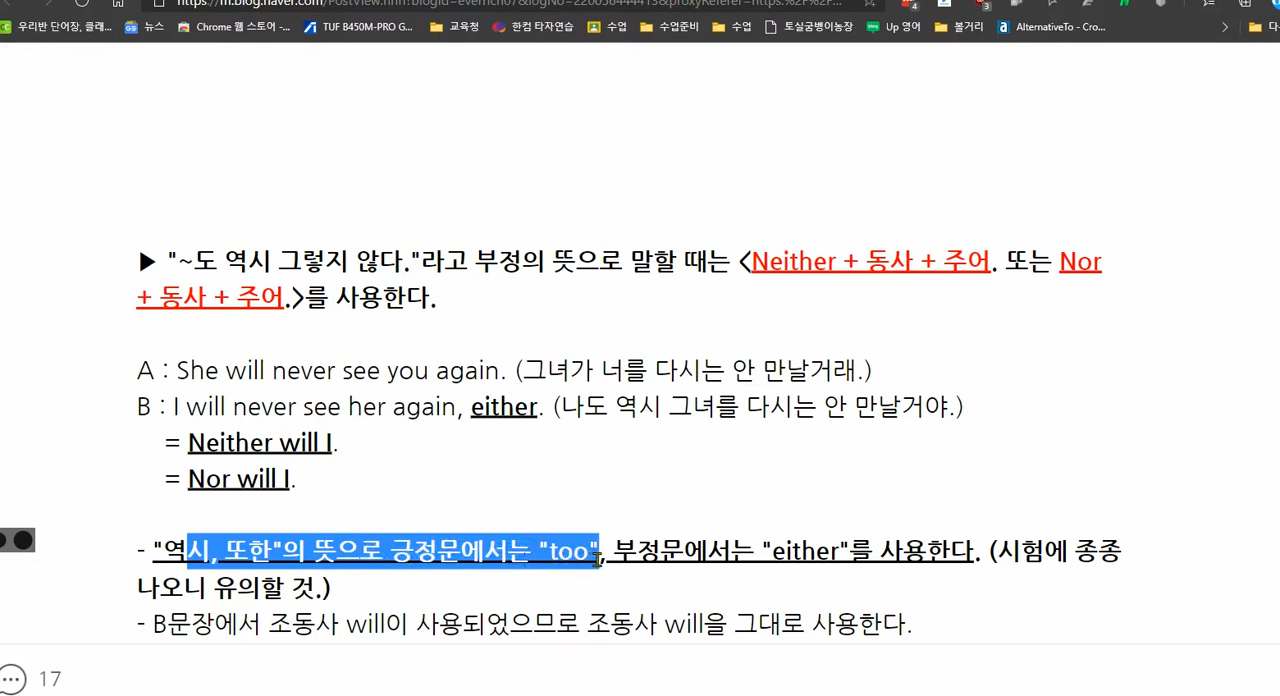 우리반 단어장, 클래...
뉴스
Chrome 웹 스토어 -...
TUF B450M-PRO G...
교육청
한컴 타자연습
수업
수업준비
수업
토실굼벵이농장
Up 영어
볼거리
AlternativeTo - Cro...
▶ "~도 역시 그렇지 않다."라고 부정의 뜻으로 말할 때는 <Neither + 동사 + 주어. 또는 Nor
+ 동사 + 주어.>를 사용한다.
A : She will never see you again. (그녀가 너를 다시는 안 만날거래.)
B : I will never see her again, either. (나도 역시 그녀를 다시는 안 만날거야.)
= Neither will I.
= Nor will I.
- "역시, 또한"의 뜻으로 긍정문에서는 "too", 부정문에서는 "either"를 사용한다. (시험에 종종
나오니 유의할 것.)
- B문장에서 조동사 will이 사용되었으므로 조동사 will을 그대로 사용한다.
17